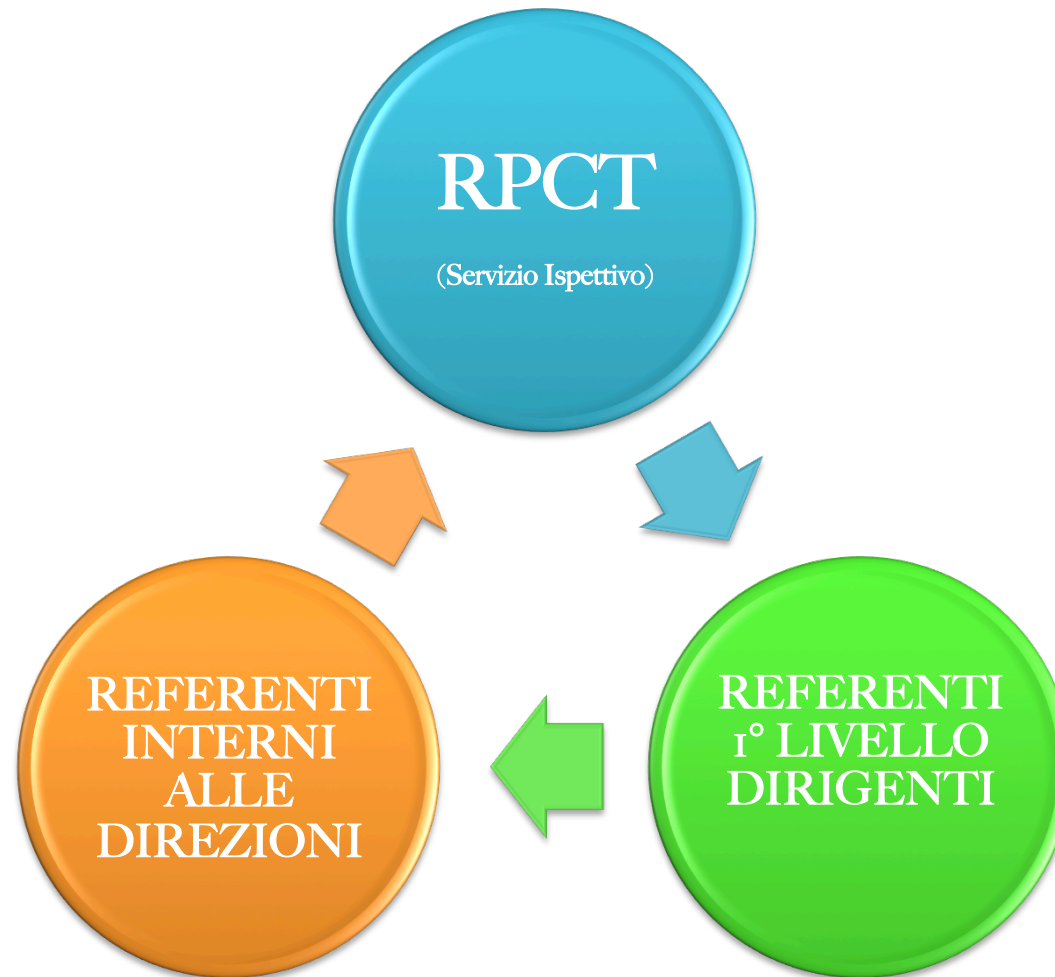 RPCT
(Servizio Ispettivo)
REFERENTI
INTERNI
ALLE
DIREZIONI
REFERENTI
1° LIVELLO
DIRIGENTI